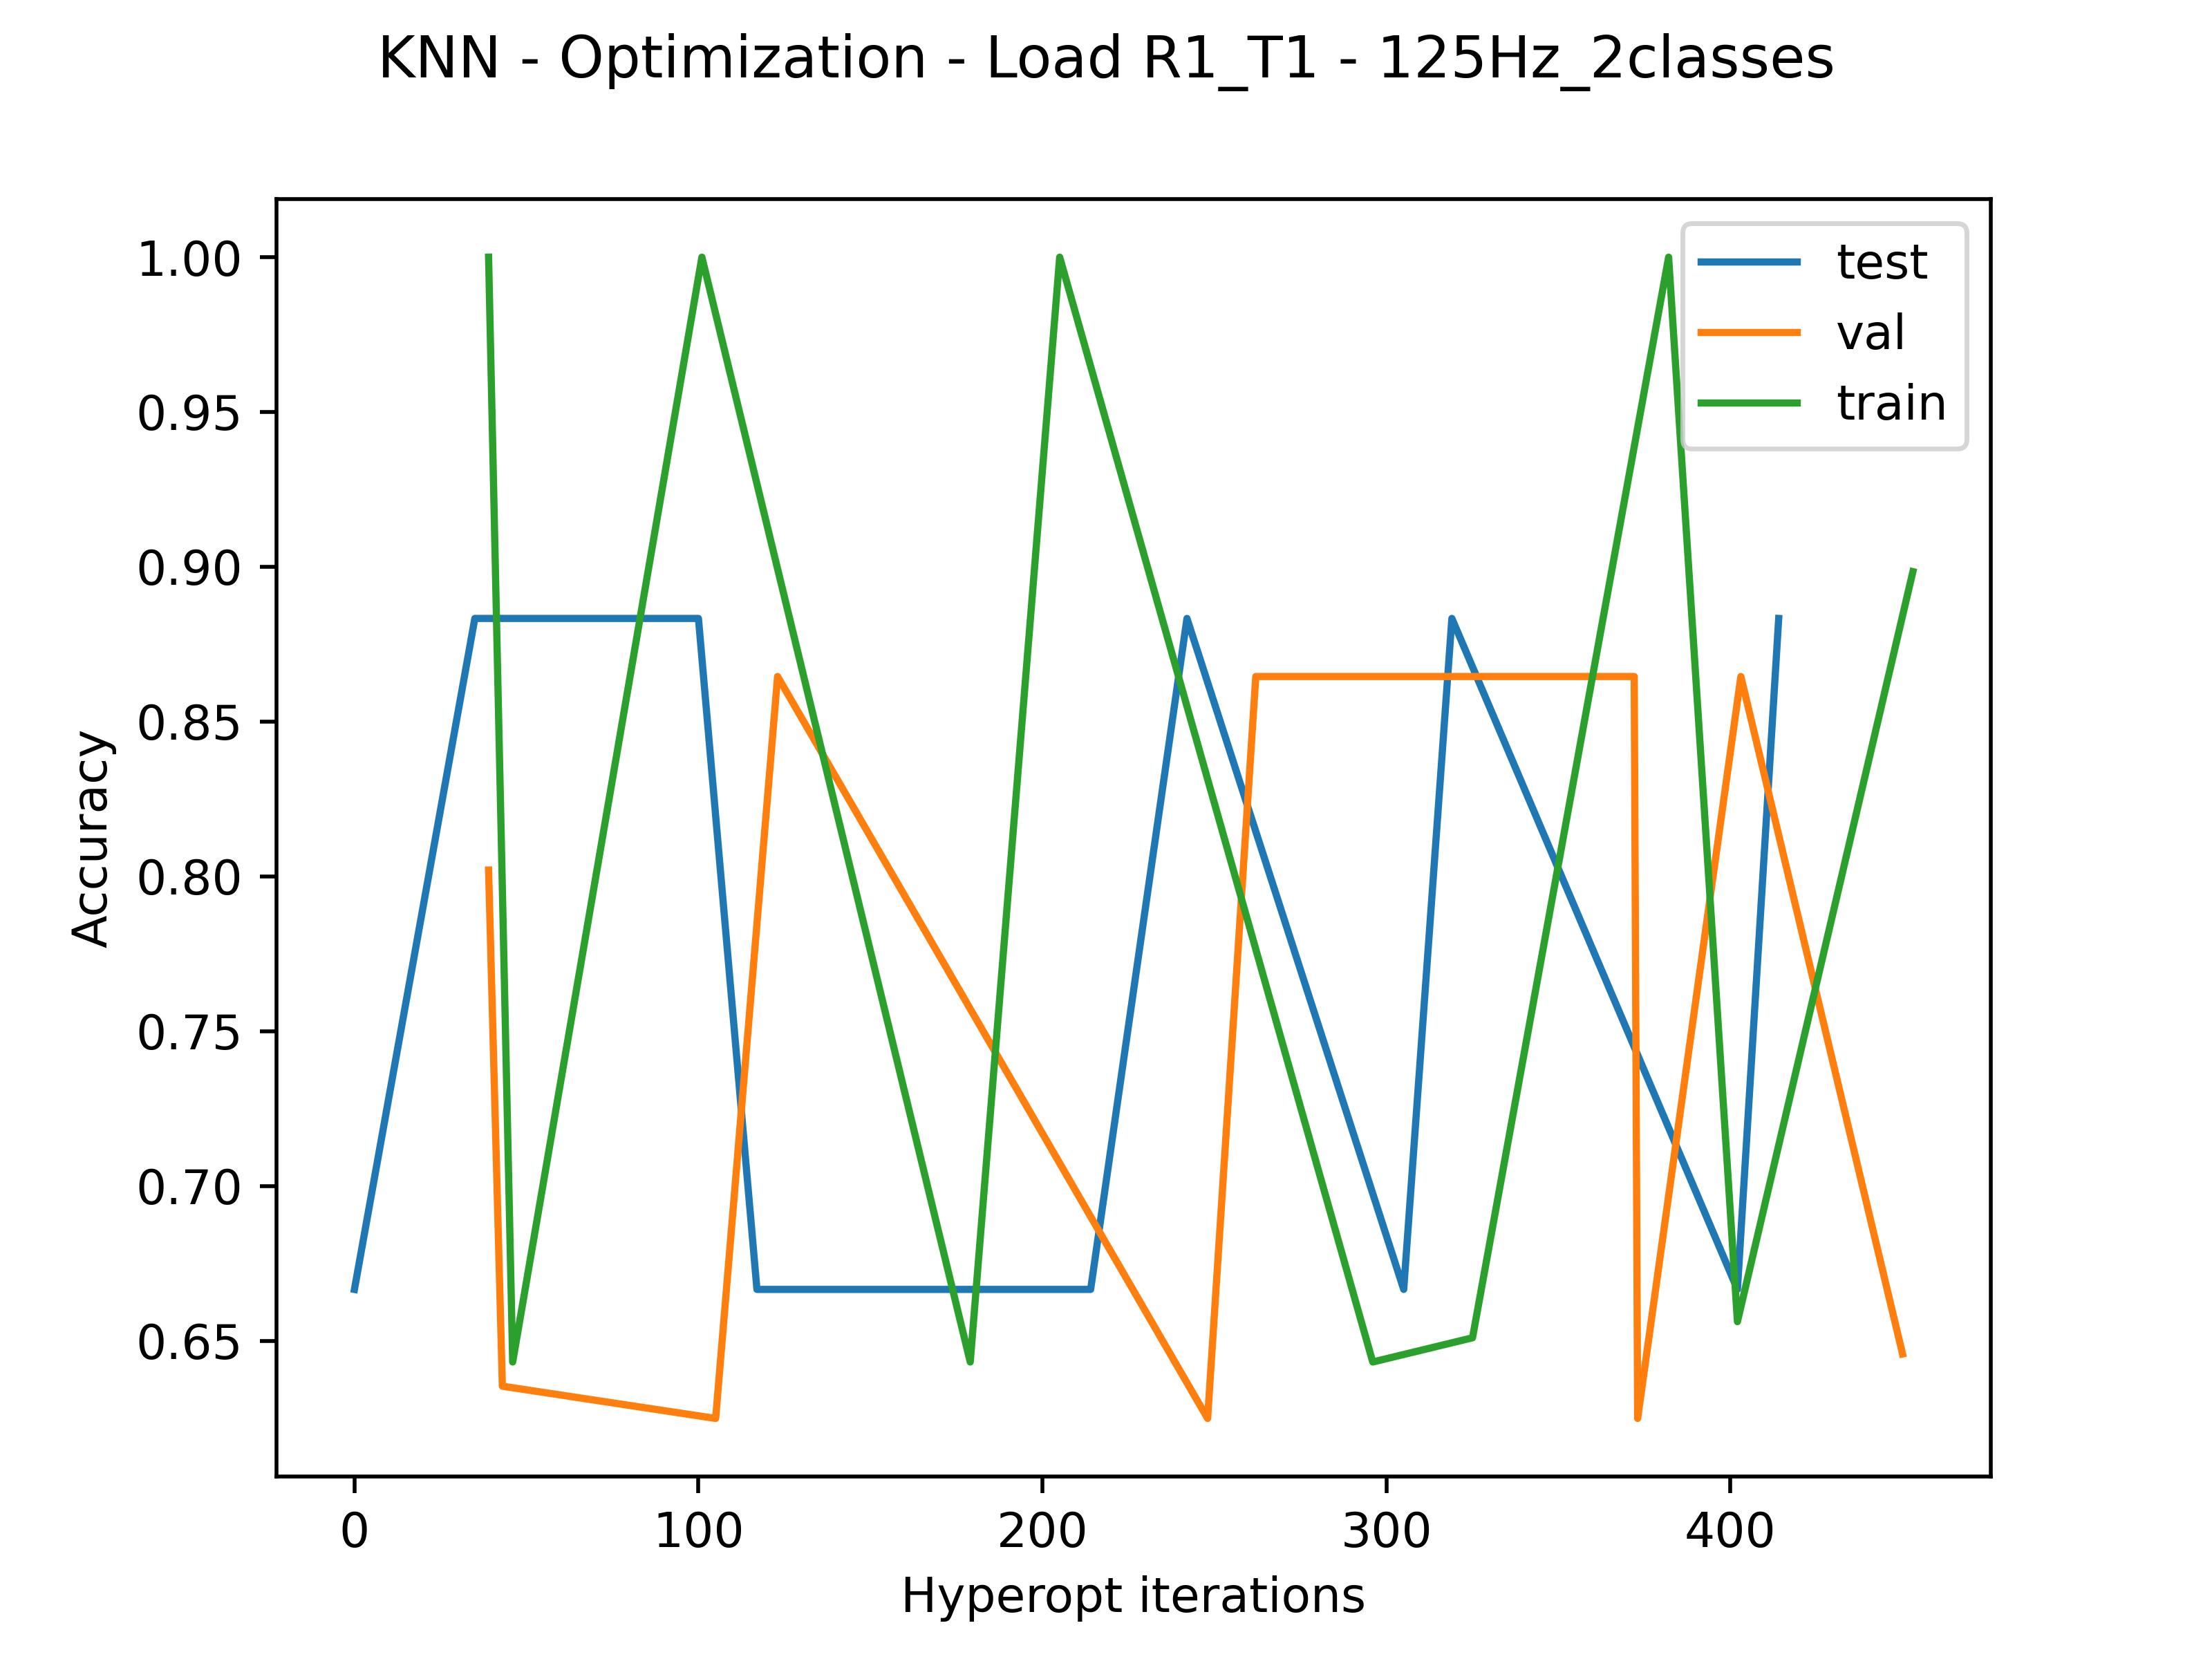 KNN - Optimization - Load R1_T1 - 125Hz_2classes
test
val
train
1.00
0.95
0.90
0.85
0.80
0.75
0.70
0.65
Accuracy
0 100 200 300 400
Hyperopt iterations